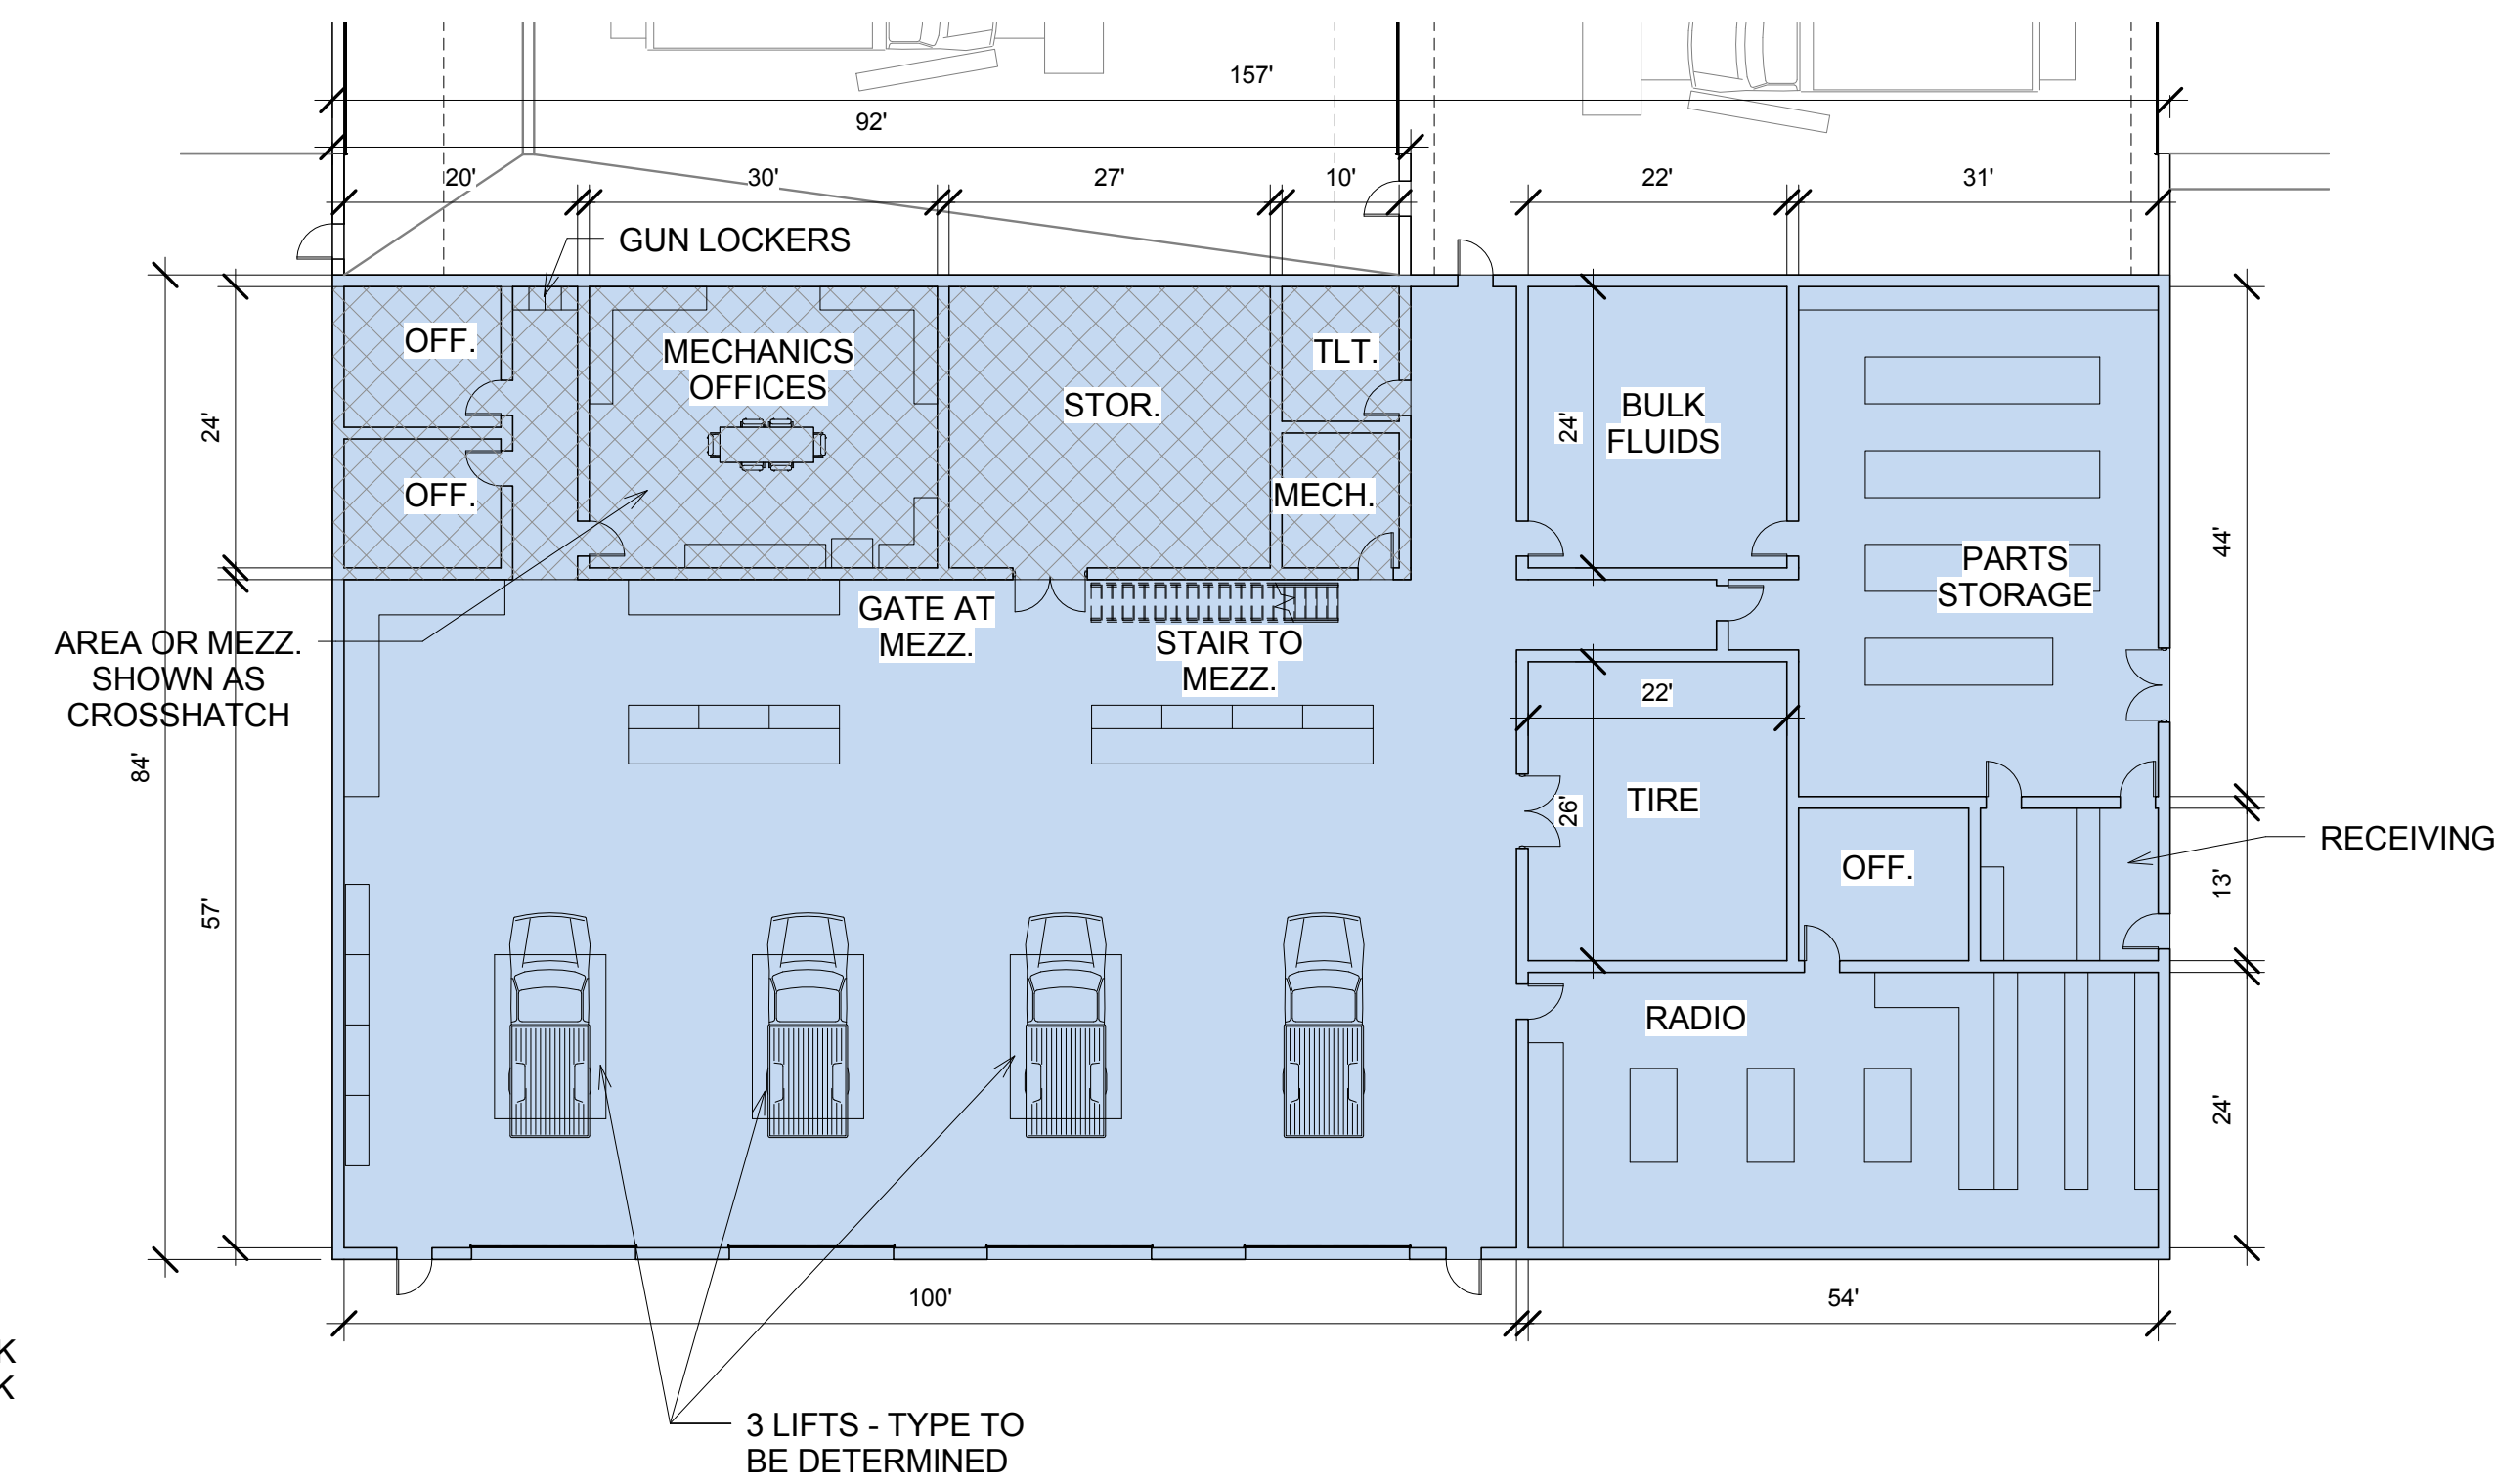 157'
92'
20'
30'
27'
10'
22'
31'
GUN LOCKERS
OFF.
MECHANICS
OFFICES
STOR.
TLT.
BULK
FLUIDS
24'
24'
OFF.
MECH.
44'
PARTS
STORAGE
GATE AT
MEZZ.
STAIR TO
MEZZ.
AREA OR MEZZ.
SHOWN AS
CROSSHATCH
84'
22'
26'
TIRE
RECEIVING
OFF.
13'
57'
RADIO
24'
100'
54'
K
K
3 LIFTS - TYPE TO
BE DETERMINED